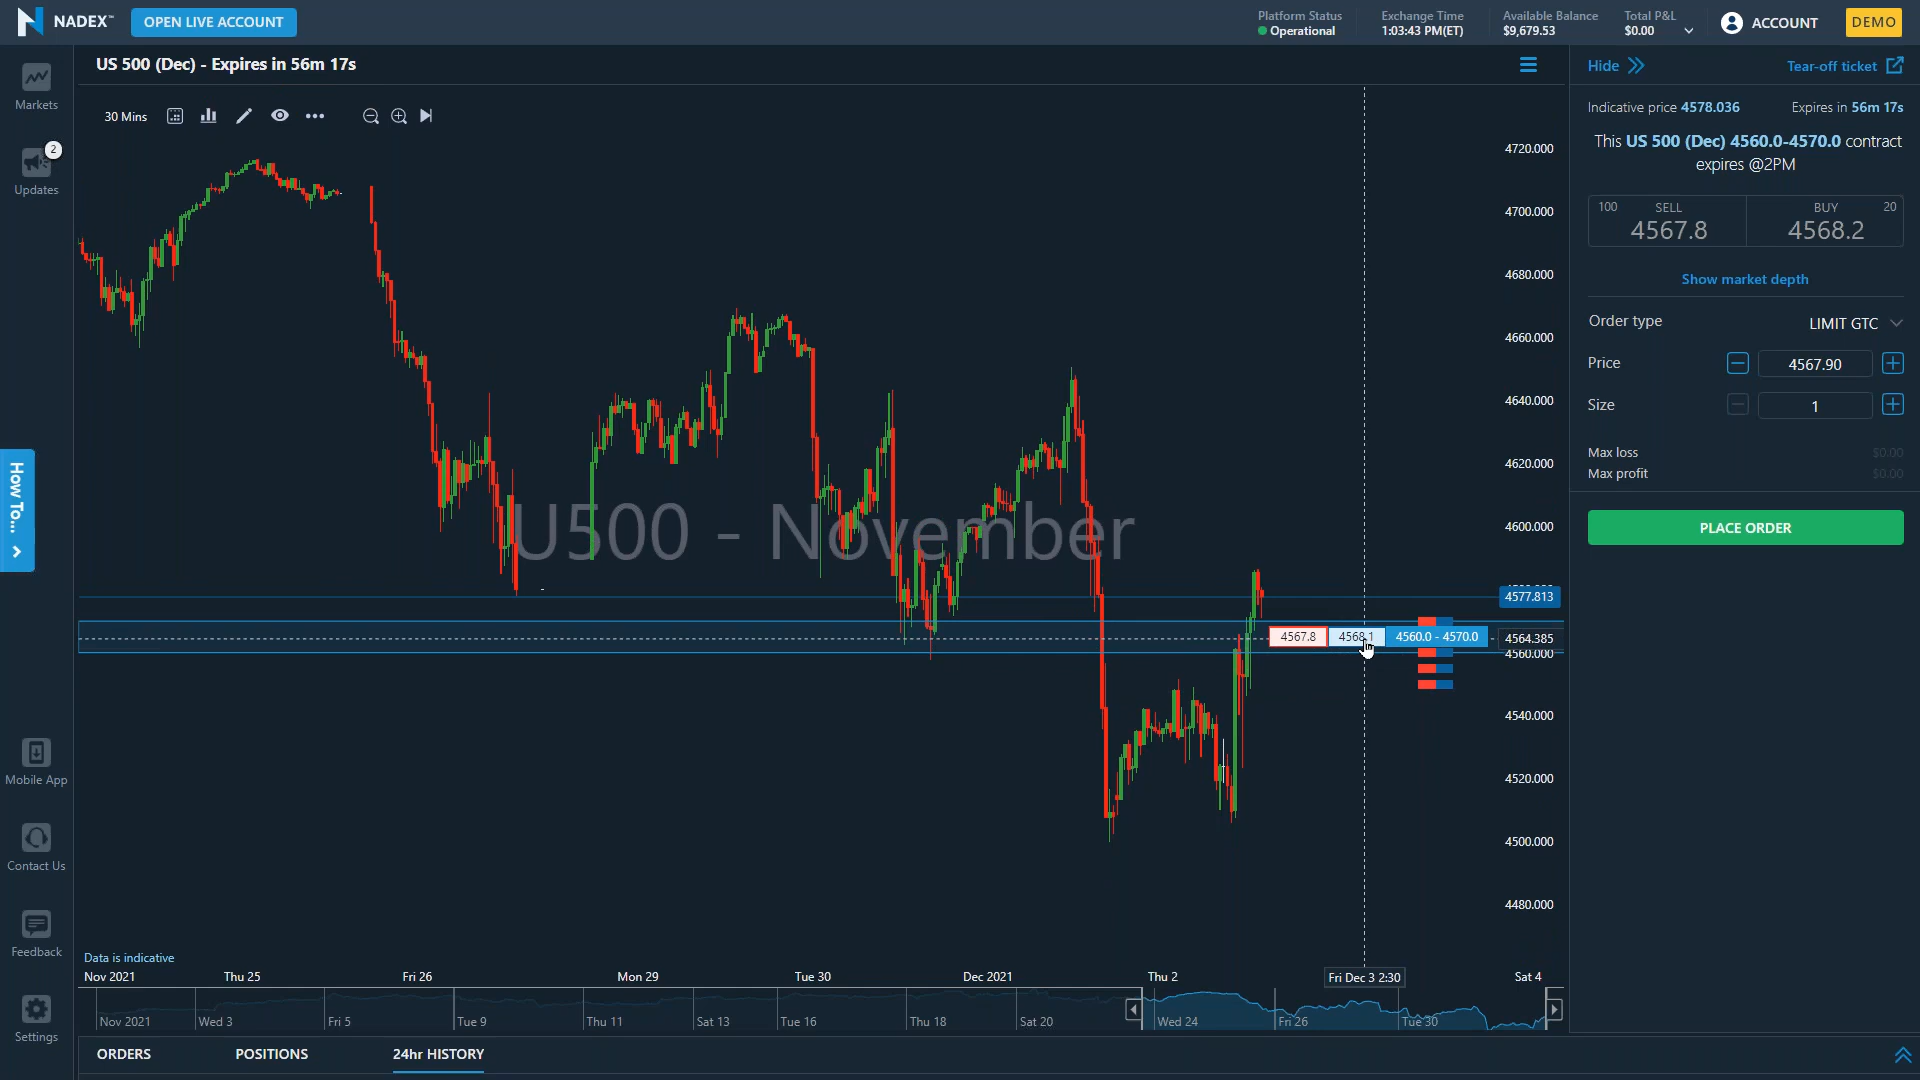 NADEX™
OPEN LIVE ACCOUNT
Platform Status
Operational
Exchange Time
1:03:43 PM(ET)
Available Balance
$9,679.53
Total P&L
$0.00
ACCOUNT
DEMO
US 500 (Dec) - Expires in 56m 17s
Hide
Tear-off ticket
Markets
2
Updates
How To...
Mobile App
Contact Us
Feedback
Settings
30 Mins
U500 - November
4720.000
4700.000
4680.000
4660.000
4640.000
4620.000
4600.000
4577.813
4567.8
4568.1
4560.0 - 4570.0
4564.385
4560.000
4540.000
4520.000
4500.000
4480.000
Data is indicative
Nov 2021
Thu 25
Fri 26
Mon 29
Tue 30
Dec 2021
Thu 2
Fri Dec 3 2:30
Sat 4
Nov 2021
Wed 3
Fri 5
Tue 9
Thu 11
Sat 13
Tue 16
Thu 18
Sat 20
Wed 24
Fri 26
Tue 30
ORDERS
POSITIONS
24hr HISTORY
Indicative price 4578.036
Expires in 56m 17s
This US 500 (Dec) 4560.0-4570.0 contract
expires @2PM
100
SELL
4567.8
BUY
20
4568.2
Show market depth
Order type
LIMIT GTC
Price
4567.90
Size
1
Max loss
$0.00
Max profit
$0.00
PLACE ORDER